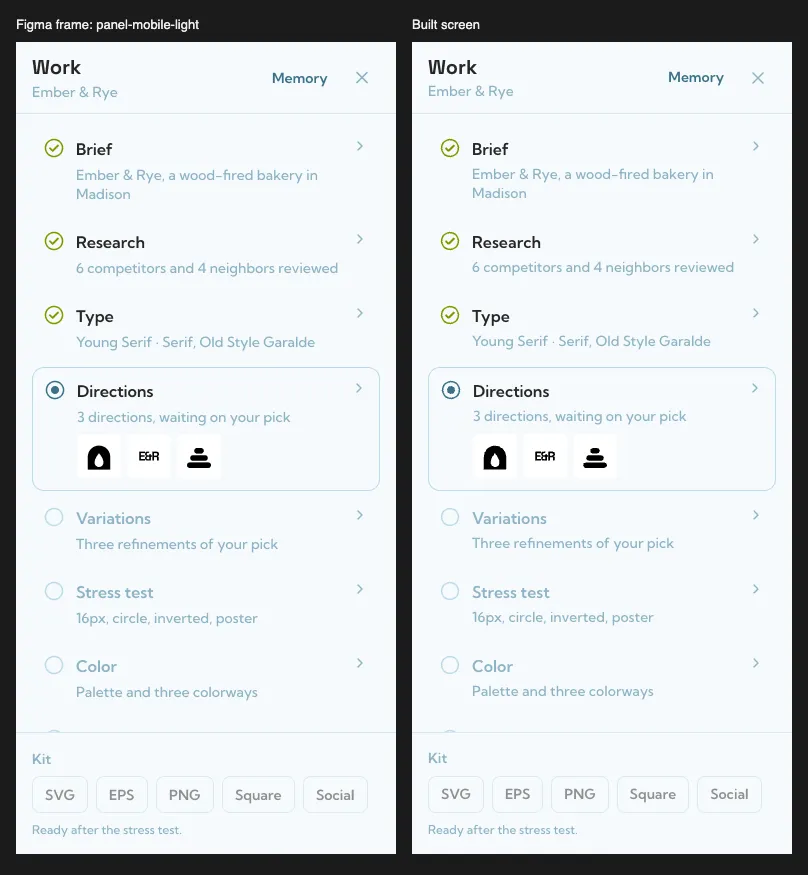 Figma frame: panel-mobile-light
Work
Memory
Ember & Rye
Brief
Ember & Rye, a wood-fired bakery in
Madison
Research
6 competitors and 4 neighbors reviewed
Type
Young Serif · Serif, Old Style Garalde
Directions
3 directions, waiting on your pick
E&R
Variations
Three refinements of your pick
Stress test
16px, circle, inverted, poster
Color
Palette and three colorways
Kit
SVG
EPS
PNG
Square
Social
Ready after the stress test.
Built screen
Work
Memory
Ember & Rye
Brief
Ember & Rye, a wood-fired bakery in
Madison
Research
6 competitors and 4 neighbors reviewed
Type
Young Serif · Serif, Old Style Garalde
Directions
3 directions, waiting on your pick
E&R
Variations
Three refinements of your pick
Stress test
16px, circle, inverted, poster
Color
Palette and three colorways
Kit
SVG
EPS
PNG
Square
Social
Ready after the stress test.